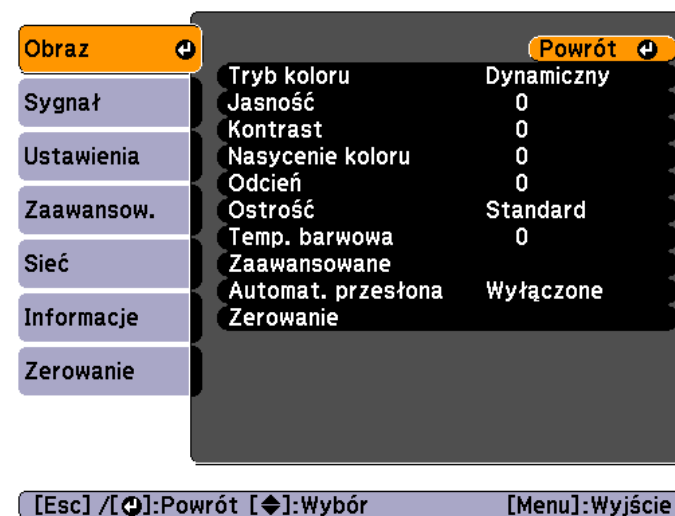 Obraz
Sygnał
Ustawienia
Zaawansow.
Sieć
Informacje
Zerowanie
Powrót
Tryb koloru Dynamiczny
Jasność 0
Kontrast 0
Nasycenie koloru 0
Odcień 0
Ostrość Standard
Temp. barwowa 0
Zaawansowane
Automat. przesłona Wyłączone
Zerowanie
[Esc] /[⏎]:Powrót [◆]:Wybór [Menu]:Wyjście